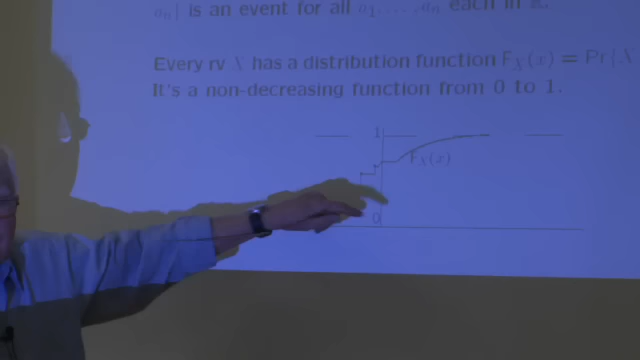 is an event for all each in ℝ.
Every rv X has a distribution function F_X(x) = Pr{X
It's a non-decreasing function from 0 to 1.
1
F_X(x)
0